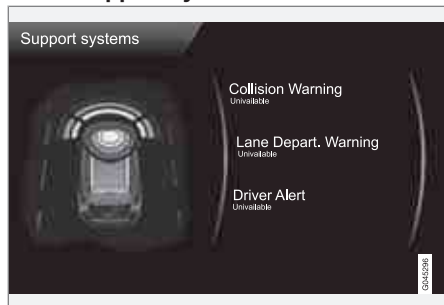 Support systems
Collision Warning
Univailable
Lane Depart. Warning
Univailable
Driver Alert
Univailable
G045296